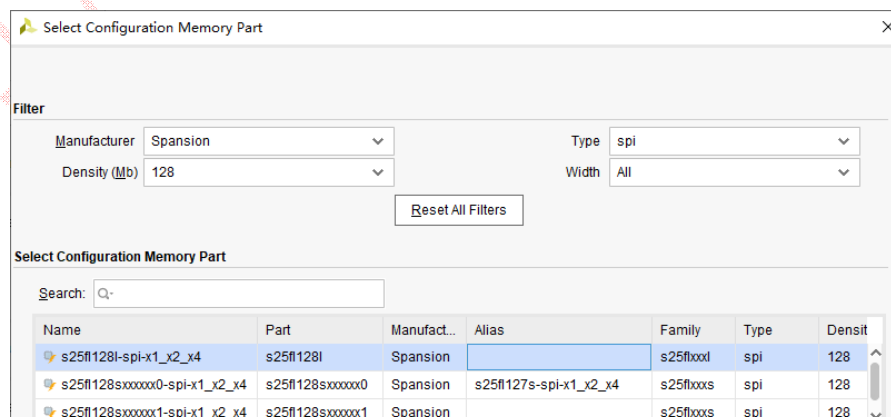 Select Configuration Memory Part
Filter
Manufacturer Spansion Type spi
Density (Mb) 128 Width All
Reset All Filters
Select Configuration Memory Part
Search:
Name Part Manufact... Alias Family Type Densit
s25fl128l-spi-x1_x2_x4 s25fl128l Spansion s25flxxxl spi 128
s25fl128sxxxxxx0-spi-x1_x2_x4 s25fl128sxxxxxx0 Spansion s25fl127s-spi-x1_x2_x4 s25flxxxs spi 128
s25fl128sxxxxxx1-spi-x1_x2_x4 s25fl128sxxxxxx1 Spansion s25flxxxs spi 128